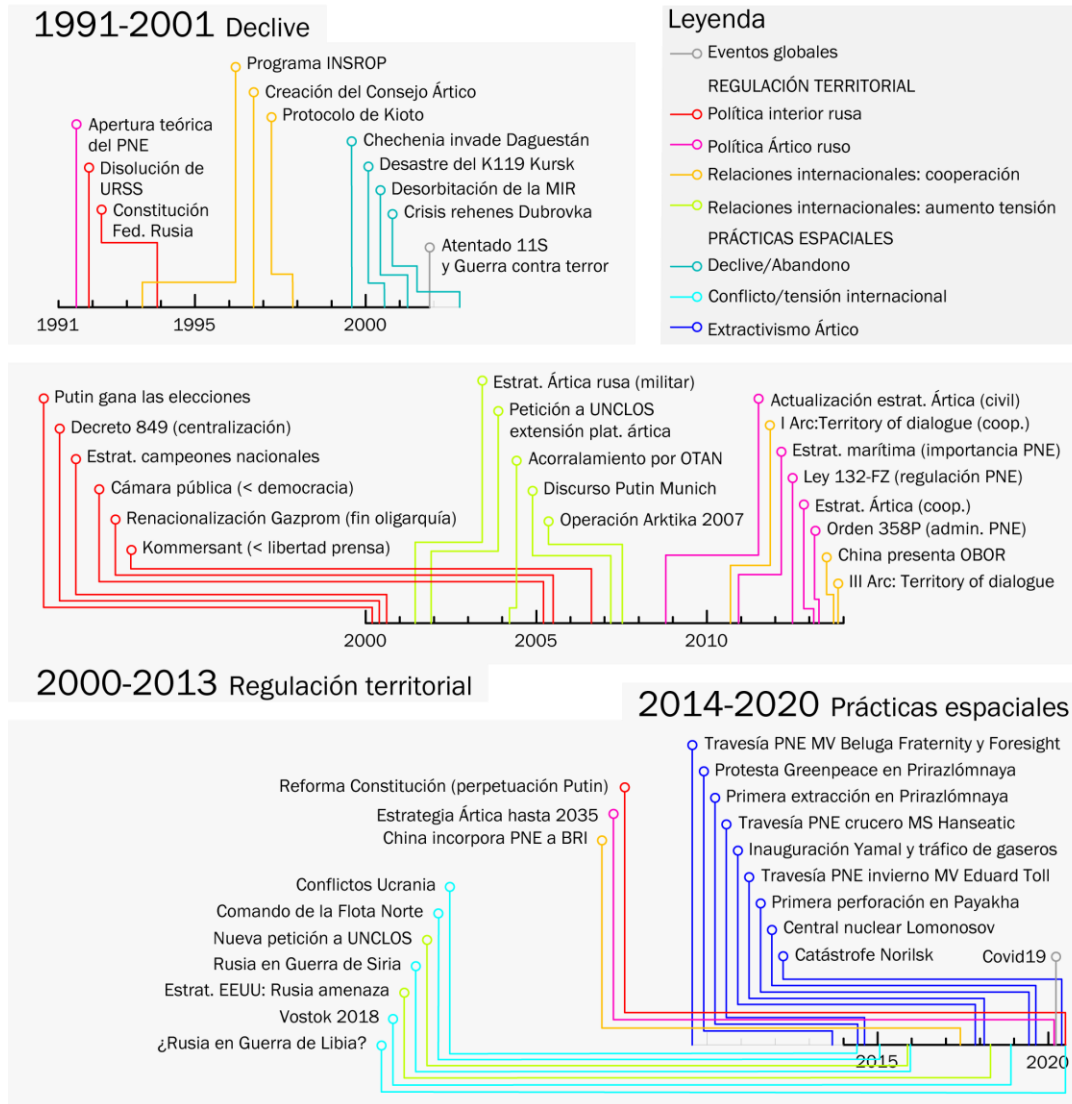 1991-2001 Declive
Programa INSROP
Creación del Consejo Ártico
Protocolo de Kioto
Apertura teórica
del PNE
Disolución de
URSS
Constitución
Fed. Rusia
Chechenia invade Daguestán
Desastre del K119 Kursk
Desorbitación de la MIR
Crisis rehenes Dubrovka
Atentado 11S
y Guerra contra terror
1991
1995
2000
Leyenda
Eventos globales
REGULACIÓN TERRITORIAL
Política interior rusa
Política Ártico ruso
Relaciones internacionales: cooperación
Relaciones internacionales: aumento tensión
PRÁCTICAS ESPACIALES
Declive/Abandono
Conflicto/tensión internacional
Extractivismo Ártico
Putin gana las elecciones
Decreto 849 (centralización)
Estrat. campeones nacionales
Cámara pública (< democracia)
Renacionalización Gazprom (fin oligarquía)
Kommersant (< libertad prensa)
Estrat. Ártica rusa (militar)
Petición a UNCLOS
extensión plat. ártica
Acorralamiento por OTAN
Discurso Putin Munich
Operación Arktika 2007
Actualización estrat. Ártica (civil)
I Arc:Territory of dialogue (coop.)
Estrat. marítima (importancia PNE)
Ley 132-FZ (regulación PNE)
Estrat. Ártica (coop.)
Orden 358P (admin. PNE)
China presenta OBOR
III Arc: Territory of dialogue
2000
2005
2010
2000-2013 Regulación territorial
2014-2020 Prácticas espaciales
Travesía PNE MV Beluga Fraternity y Foresight
Protesta Greenpeace en Prirazlómnaya
Primera extracción en Prirazlómnaya
Travesía PNE crucero MS Hanseatic
Inauguración Yamal y tráfico de gaseros
Travesía PNE invierno MV Eduard Toll
Primera perforación en Payakha
Central nuclear Lomonosov
Catástrofe Norilsk
Covid19
Reforma Constitución (perpetuación Putin)
Estrategia Ártica hasta 2035
China incorpora PNE a BRI
Conflictos Ucrania
Comando de la Flota Norte
Nueva petición a UNCLOS
Rusia en Guerra de Siria
Estrat. EEUU: Rusia amenaza
Vostok 2018
¿Rusia en Guerra de Libia?
2015
2020